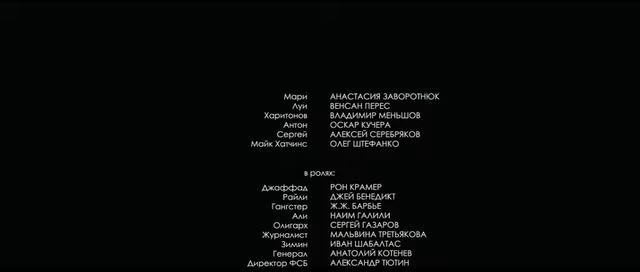 Мари АНАСТАСИЯ ЗАВОРОТНЮК
Луи ВЕНСАН ПЕРЕС
Харитонов ВЛАДИМИР МЕНЬШОВ
Антон ОСКАР КУЧЕРА
Сергей АЛЕКСЕЙ СЕРЕБРЯКОВ
Майк Хатчинс ОЛЕГ ШТЕФАНКО
в ролях:
Джаффад РОН КРАМЕР
Райли ДЖЕЙ БЕНЕДИКТ
Гангстер Ж.Ж. БАРБЬЕ
Али НАИМ ГАЛИЛИ
Олигарх СЕРГЕЙ ГАЗАРОВ
Журналист МАЛЬВИНА ТРЕТЬЯКОВА
Зимин ИВАН ШАБАЛТАС
Генерал АНАТОЛИЙ КОТЕНЕВ
Директор ФСБ АЛЕКСАНДР ТЮТИН